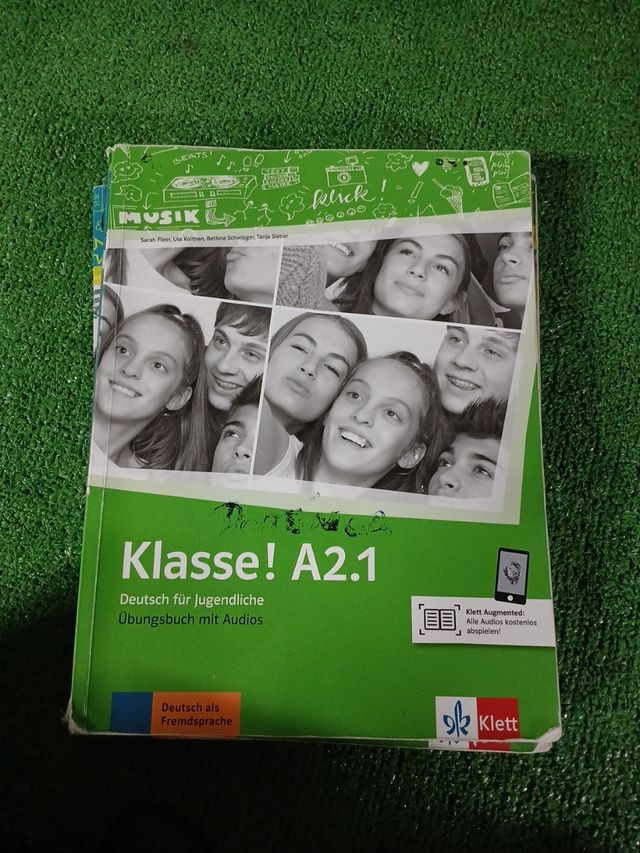 BEATS!
klick!
MUSIK
Sarah Fleer, Ute Koithan, Bettina Schwieger, Tanja Sieber
Klasse! A2.1
Deutsch für Jugendliche
Übungsbuch mit Audios
Klett Augmented:
Alle Audios kostenlos
abspielen!
Deutsch als
Fremdsprache
Klett